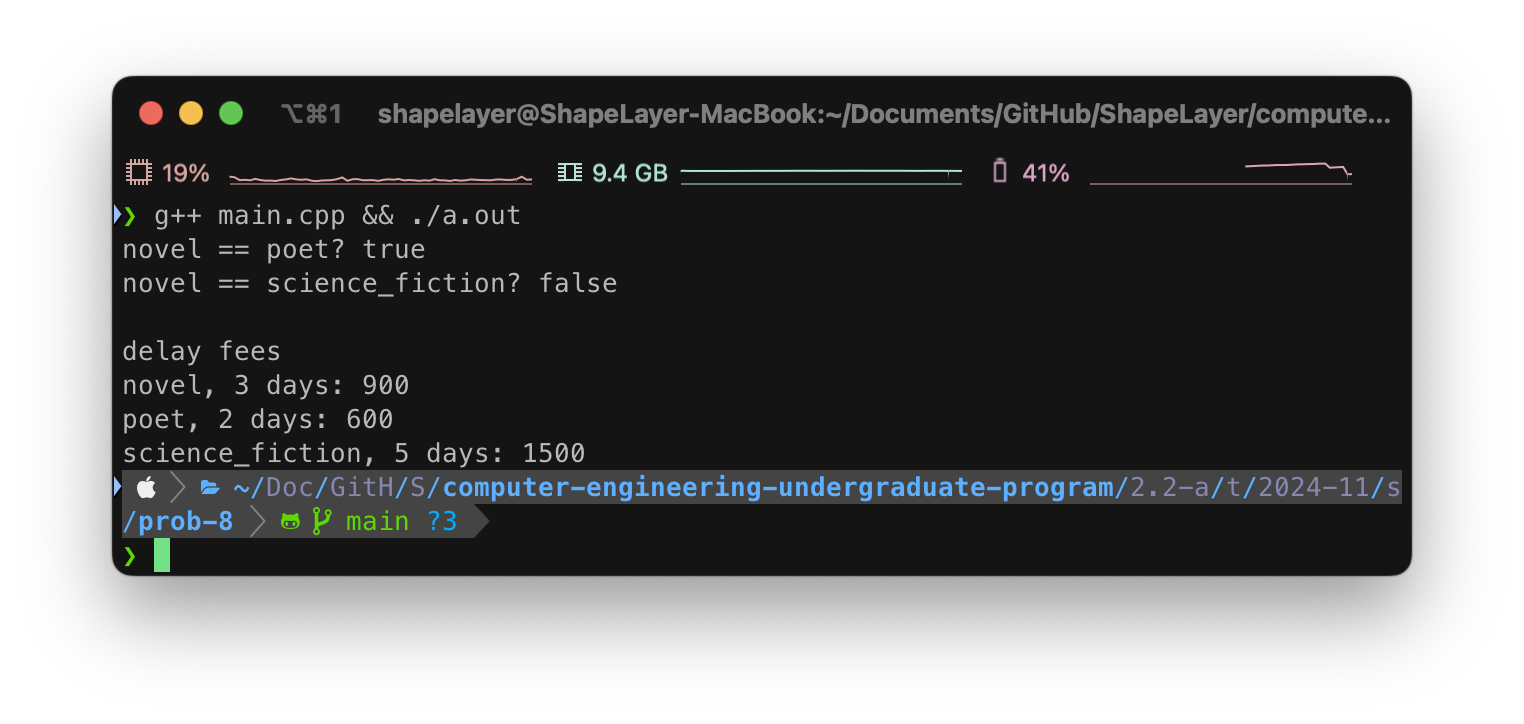 ⌥⌘1 shapelayer@ShapeLayer-MacBook:~/Documents/GitHub/ShapeLayer/compute...
19% 9.4 GB 41%
❯ g++ main.cpp && ./a.out
novel == poet? true
novel == science_fiction? false
delay fees
novel, 3 days: 900
poet, 2 days: 600
science_fiction, 5 days: 1500
~/Doc/GitH/S/computer-engineering-undergraduate-program/2.2-a/t/2024-11/s
/prob-8 main ?3
❯